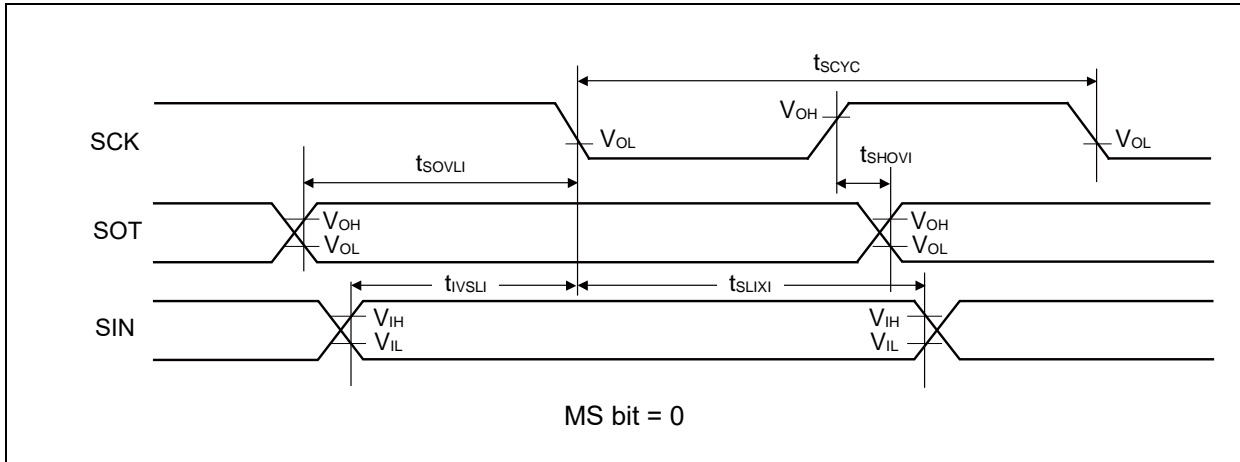 tSCYC
SCK
VOH
VOL
VOL
tSHOVI
tSOVLI
SOT
VOH
VOL
VOH
VOL
tIVSLI
tSLIXI
SIN
VIH
VIL
VIH
VIL
MS bit = 0